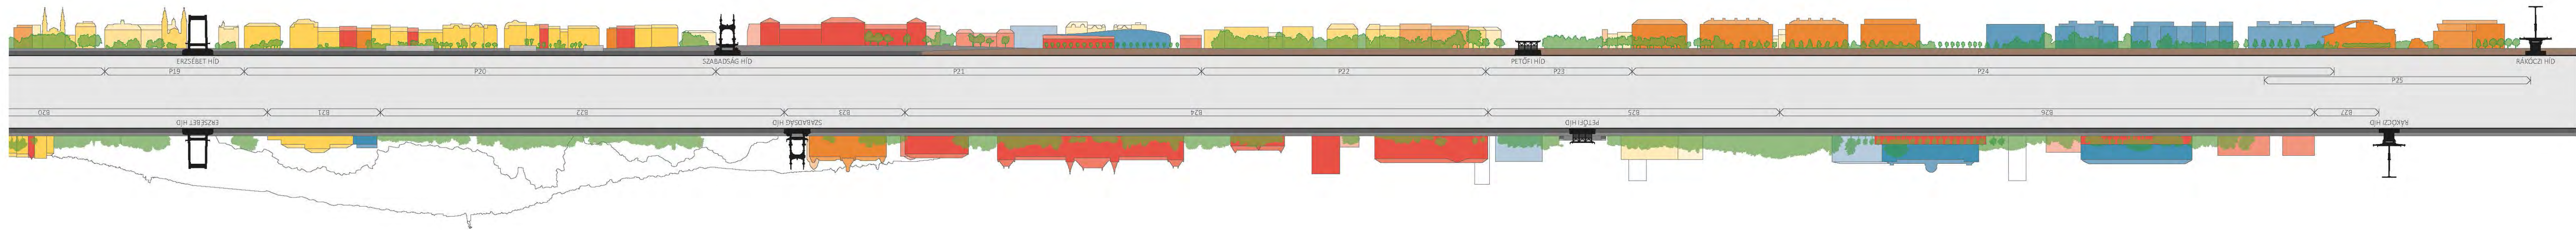 ERZSÉBET HÍD
SZABADSÁG HÍD
PETŐFI HÍD
RÁKÓCZI HÍD
P19
P20
P21
P22
P23
P24
P25
B20
B21
B22
B23
B24
B25
B26
B27
ERZSÉBET HÍD
SZABADSÁG HÍD
PETŐFI HÍD
RÁKÓCZI HÍD